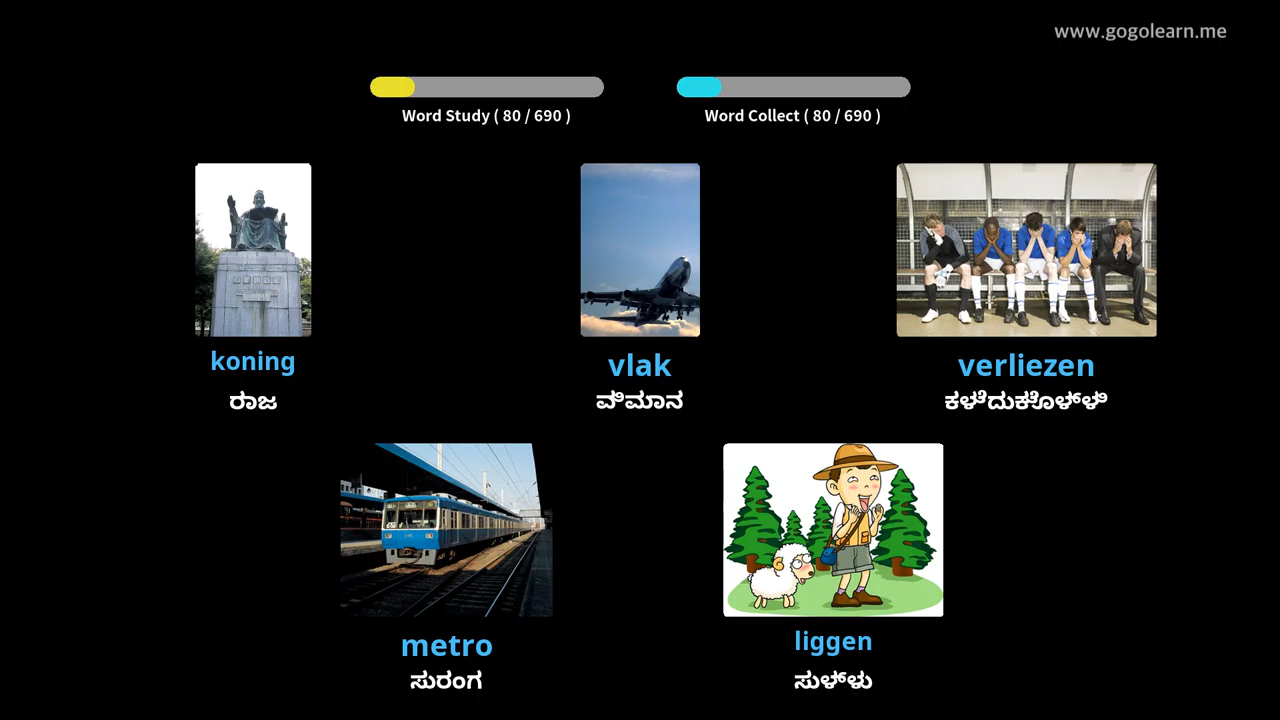 www.gogolearn.me
Word Study ( 80 / 690 )
Word Collect ( 80 / 690 )
koning
ರಾಜ
vlak
ವಿಮಾನ
verliezen
ಕಳೆದುಕೊಳ್ಳಿ
metro
ಸುರಂಗ
liggen
ಸುಳ್ಳು